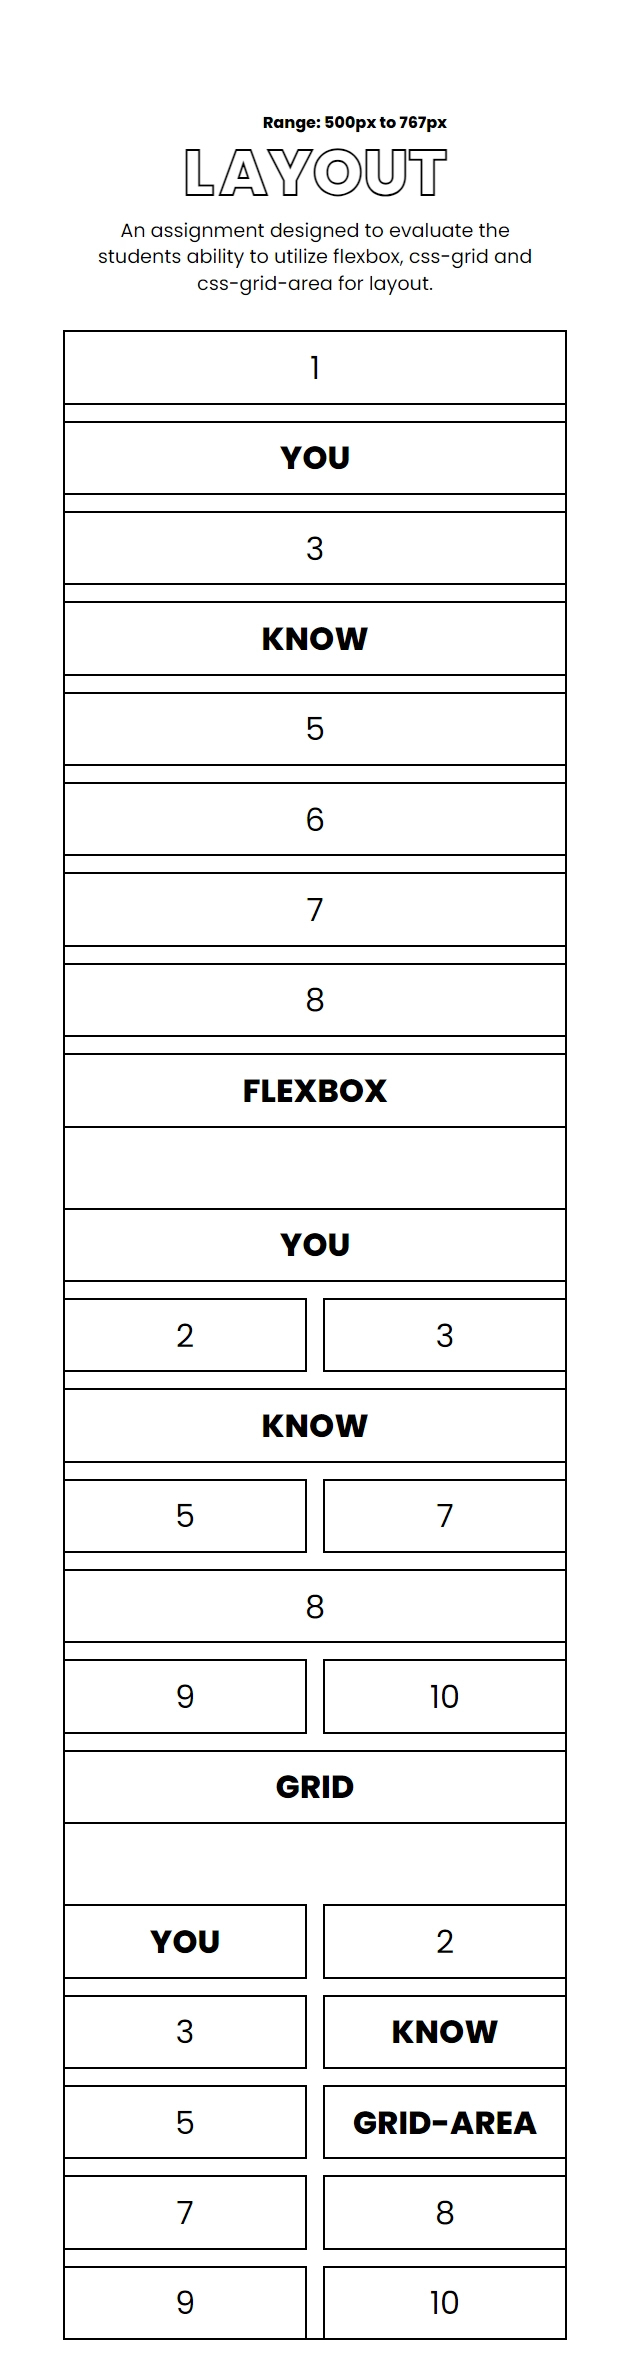 Range: 500px to 767px
LAYOUT
An assignment designed to evaluate the
students ability to utilize flexbox, css-grid and
css-grid-area for layout.
1
YOU
3
KNOW
5
6
7
8
FLEXBOX
YOU
2 3
KNOW
5 7
8
9 10
GRID
YOU 2
3 KNOW
5 GRID-AREA
7 8
9 10